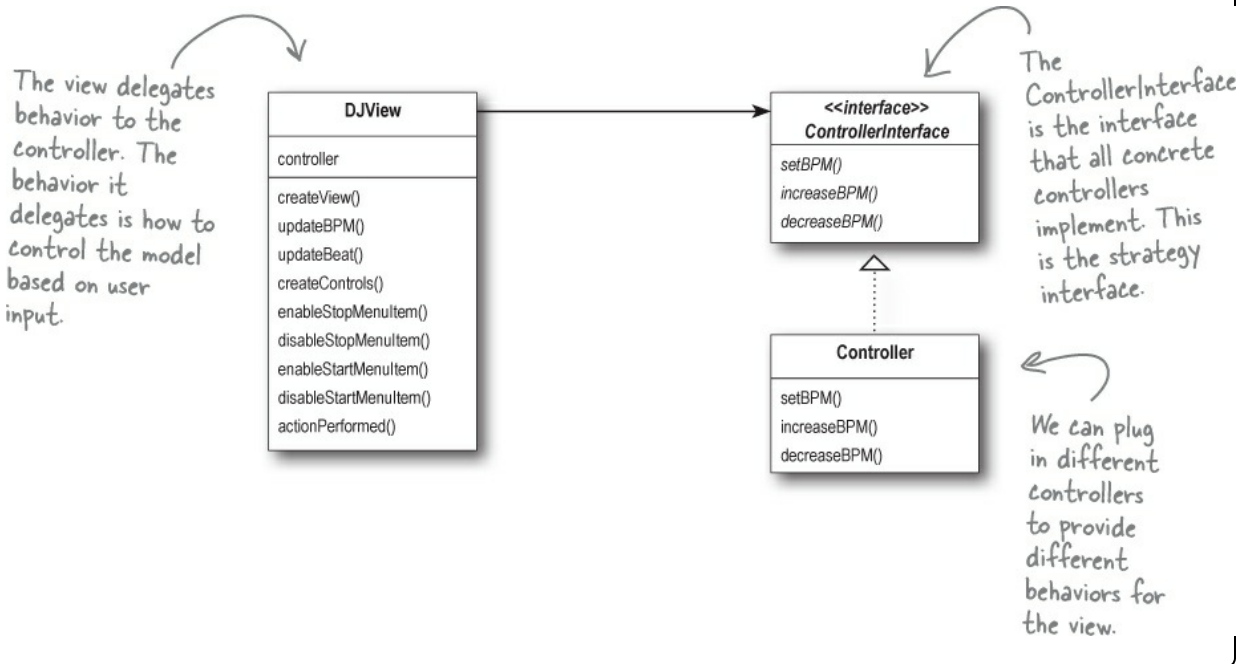 The view delegates
behavior to the
controller. The
behavior it
delegates is how to
control the model
based on user
input.
DJView
controller
createView()
updateBPM()
updateBeat()
createControls()
enableStopMenuItem()
disableStopMenuItem()
enableStartMenuItem()
disableStartMenuItem()
actionPerformed()
<<interface>>
ControllerInterface
setBPM()
increaseBPM()
decreaseBPM()
The
ControllerInterface
is the interface
that all concrete
controllers
implement. This
is the strategy
interface.
Controller
setBPM()
increaseBPM()
decreaseBPM()
We can plug
in different
controllers
to provide
different
behaviors for
the view.